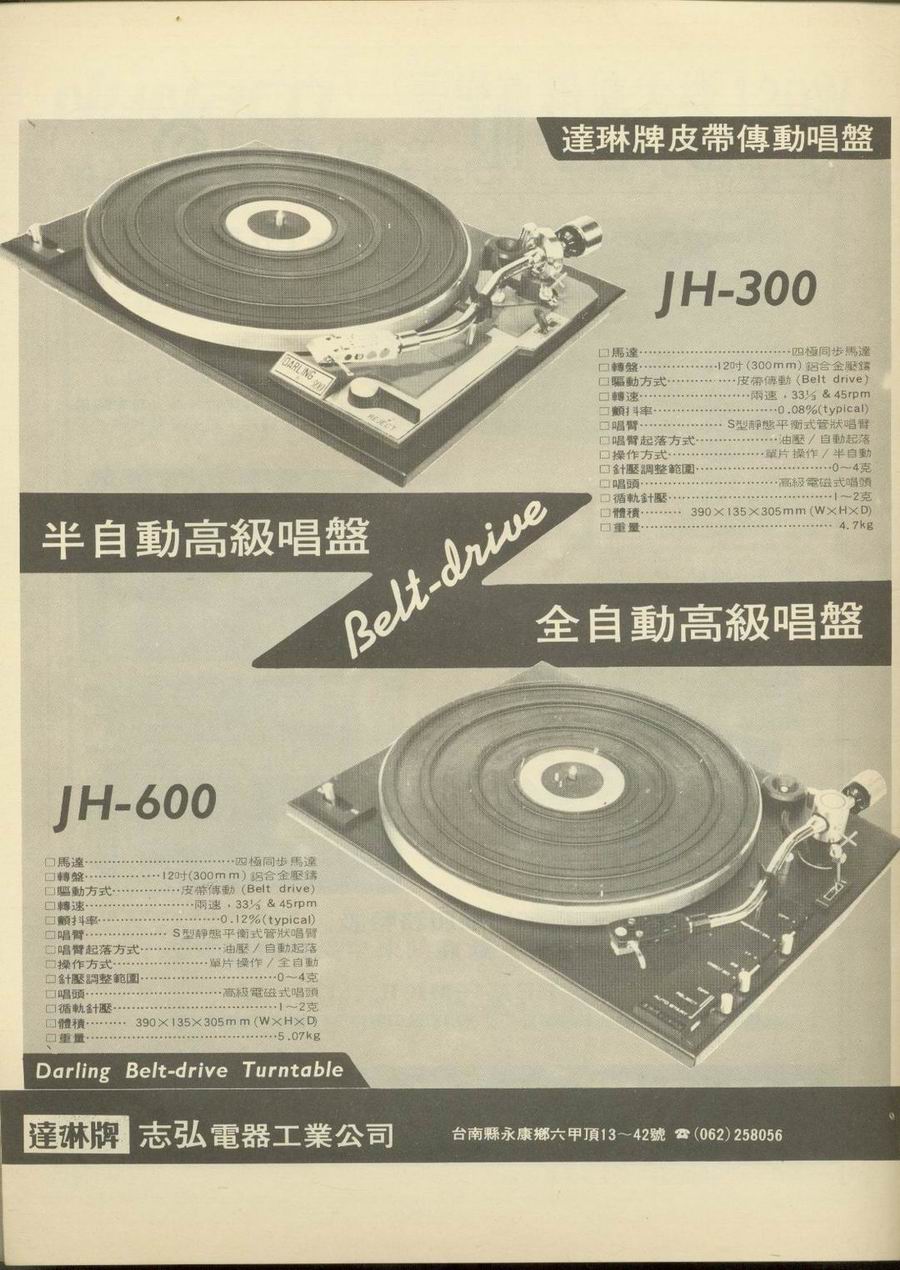 達琳牌皮帶傳動唱盤
DARLING
REJECT
JH-300
□馬達……四極同步馬達
□轉盤……12吋(300mm)鋁合金壓鑄
□驅動方式……皮帶傳動 (Belt drive)
□轉速……兩速，33⅓ & 45rpm
□顫抖率……0.08%(typical)
□唱臂……S型靜態平衡式管狀唱臂
□唱臂起落方式……油壓/自動起落
□操作方式……單片操作/半自動
□針壓調整範圍……0～4克
□唱頭……高級電磁式唱頭
□循軌針壓……1～2克
□體積……390×135×305mm(W×H×D)
□重量……4.7kg
半自動高級唱盤
Belt-drive
全自動高級唱盤
JH-600
□馬達……四極同步馬達
□轉盤……12吋(300mm)鋁合金壓鑄
□驅動方式……皮帶傳動 (Belt drive)
□轉速……兩速，33⅓ & 45rpm
□顫抖率……0.12%(typical)
□唱臂……S型靜態平衡式管狀唱臂
□唱臂起落方式……油壓/自動起落
□操作方式……單片操作/全自動
□針壓調整範圍……0～4克
□唱頭……高級電磁式唱頭
□循軌針壓……1～2克
□體積……390×135×305mm(W×H×D)
□重量……5.07kg
Darling Belt-drive Turntable
達琳牌 志弘電器工業公司 台南縣永康鄉六甲頂13～42號 ☎(062)258056